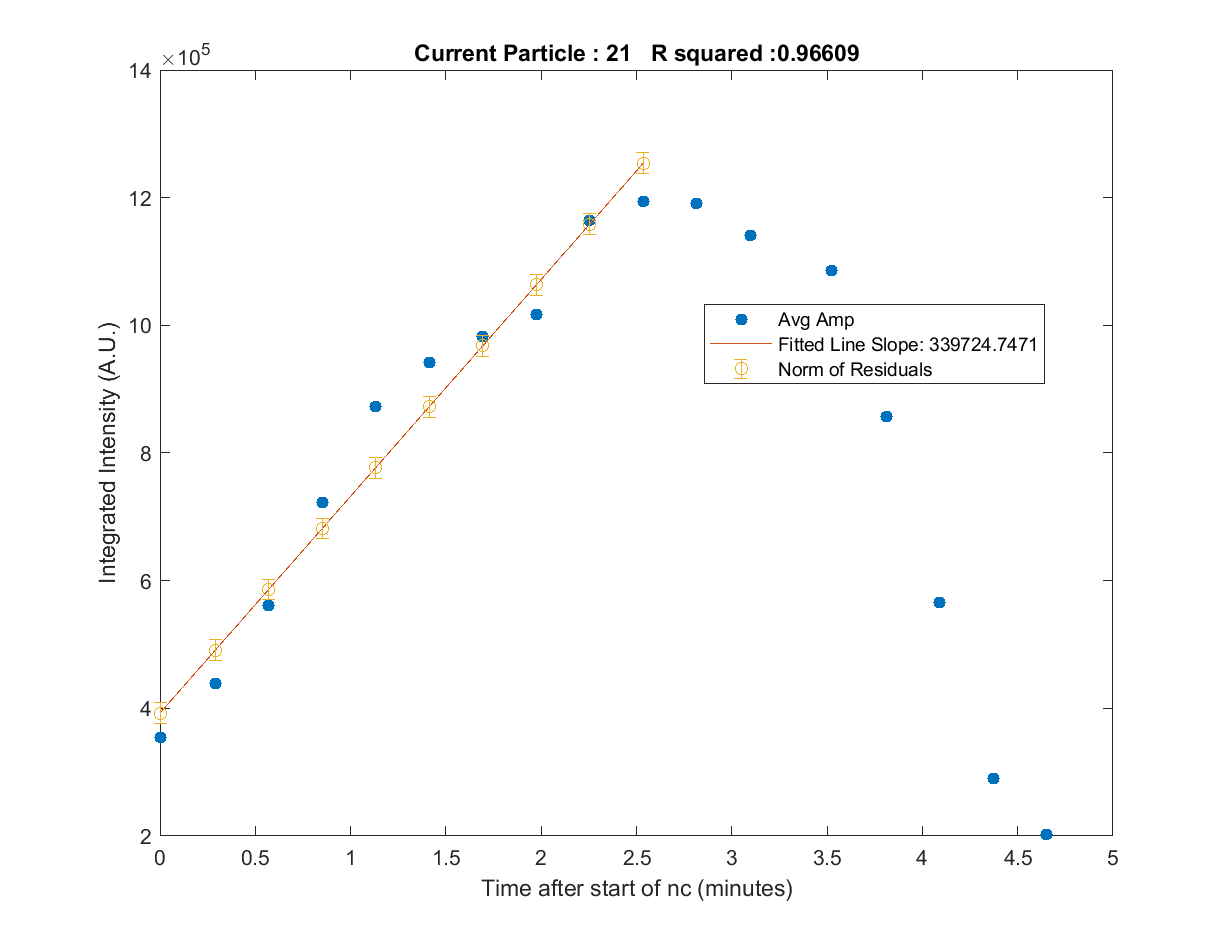 Current Particle : 21 R squared :0.96609
×10^5
14
12
10
8
6
4
2
Integrated Intensity (A.U.)
Avg Amp
Fitted Line Slope: 339724.7471
Norm of Residuals
0 0.5 1 1.5 2 2.5 3 3.5 4 4.5 5
Time after start of nc (minutes)